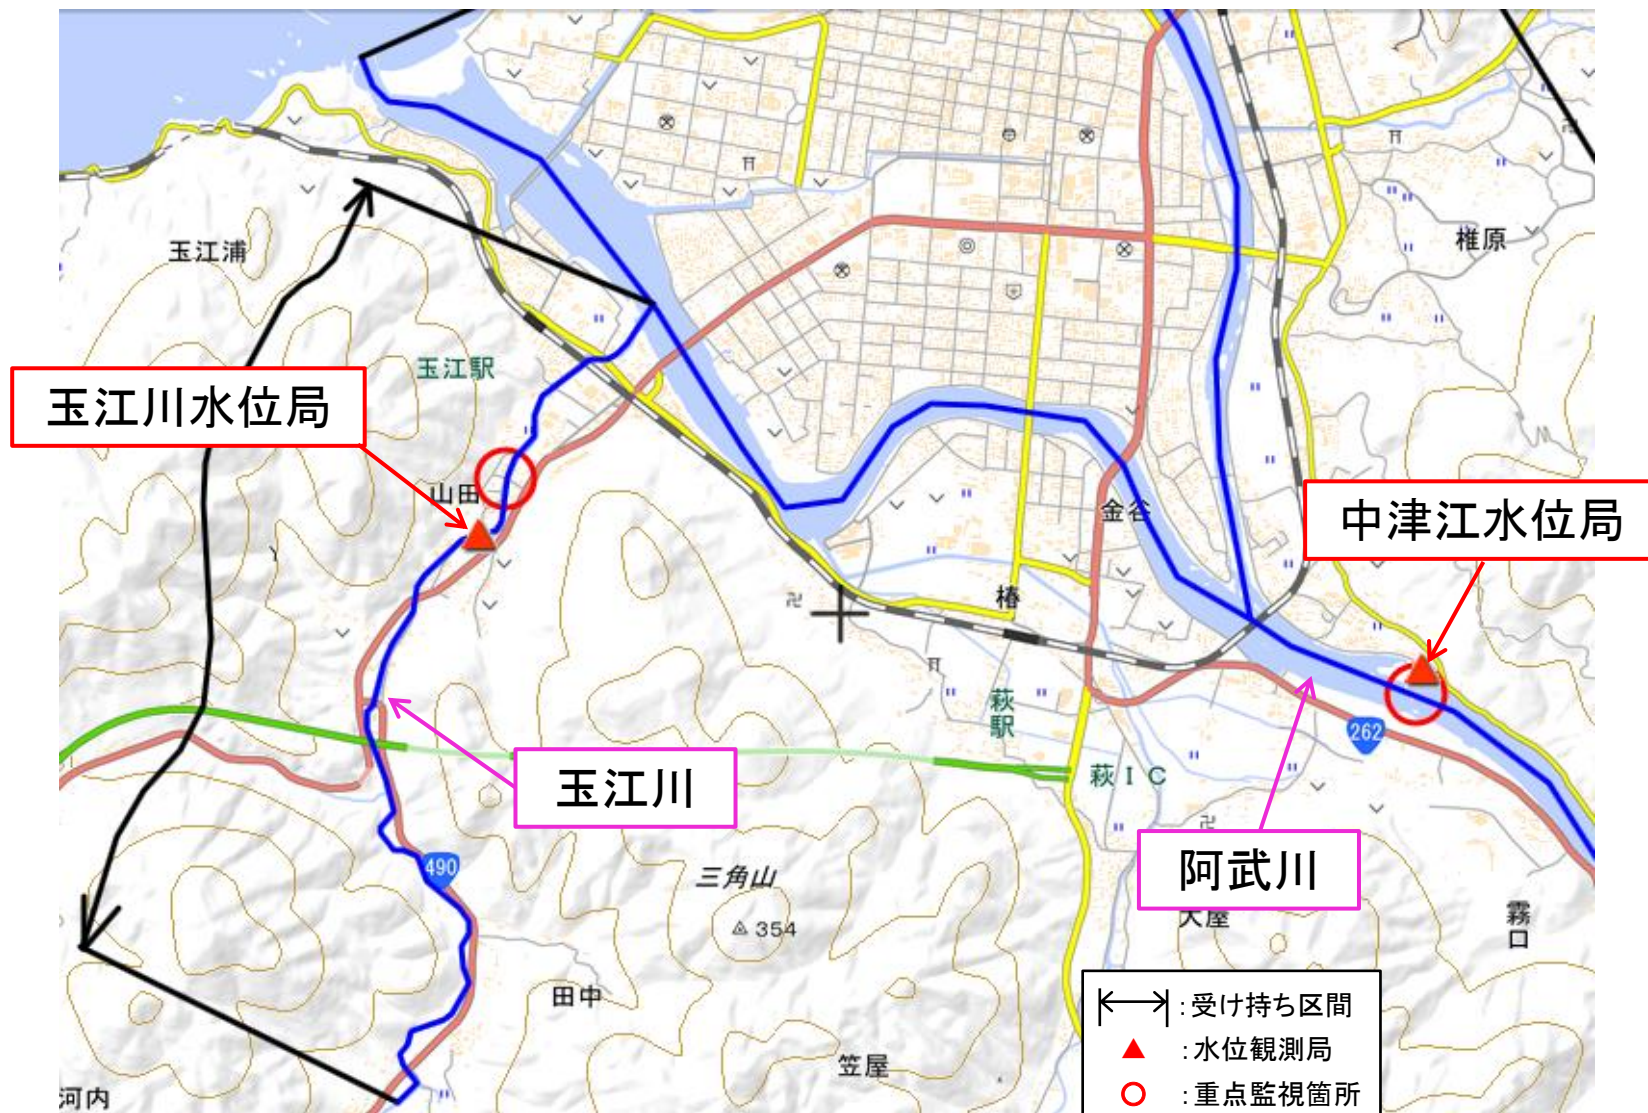 玉江浦
椎原
玉江駅
玉江川水位局
山田
金谷
中津江水位局
椿
萩駅
262
玉江川
萩IC
490
三角山
354
阿武川
大屋
霧口
田中
笠屋
河内
:受け持ち区間
:水位観測局
:重点監視箇所